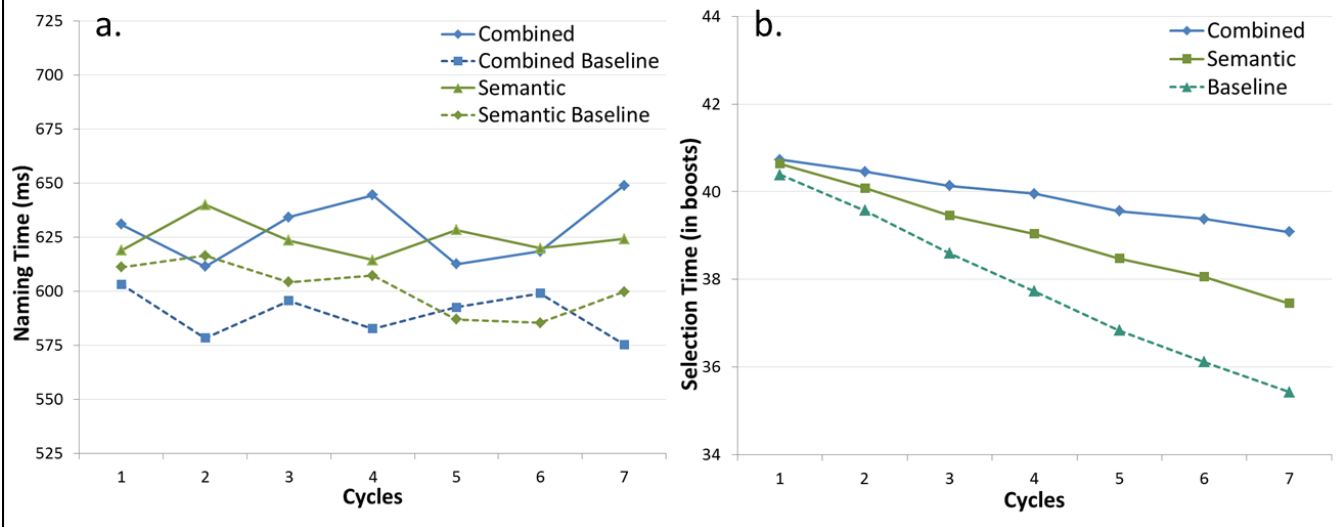 a.
Combined
Combined Baseline
Semantic
Semantic Baseline
Naming Time (ms)
725
700
675
650
625
600
575
550
525
1 2 3 4 5 6 7
Cycles
b.
Combined
Semantic
Baseline
Selection Time (in boosts)
44
42
40
38
36
34
1 2 3 4 5 6 7
Cycles